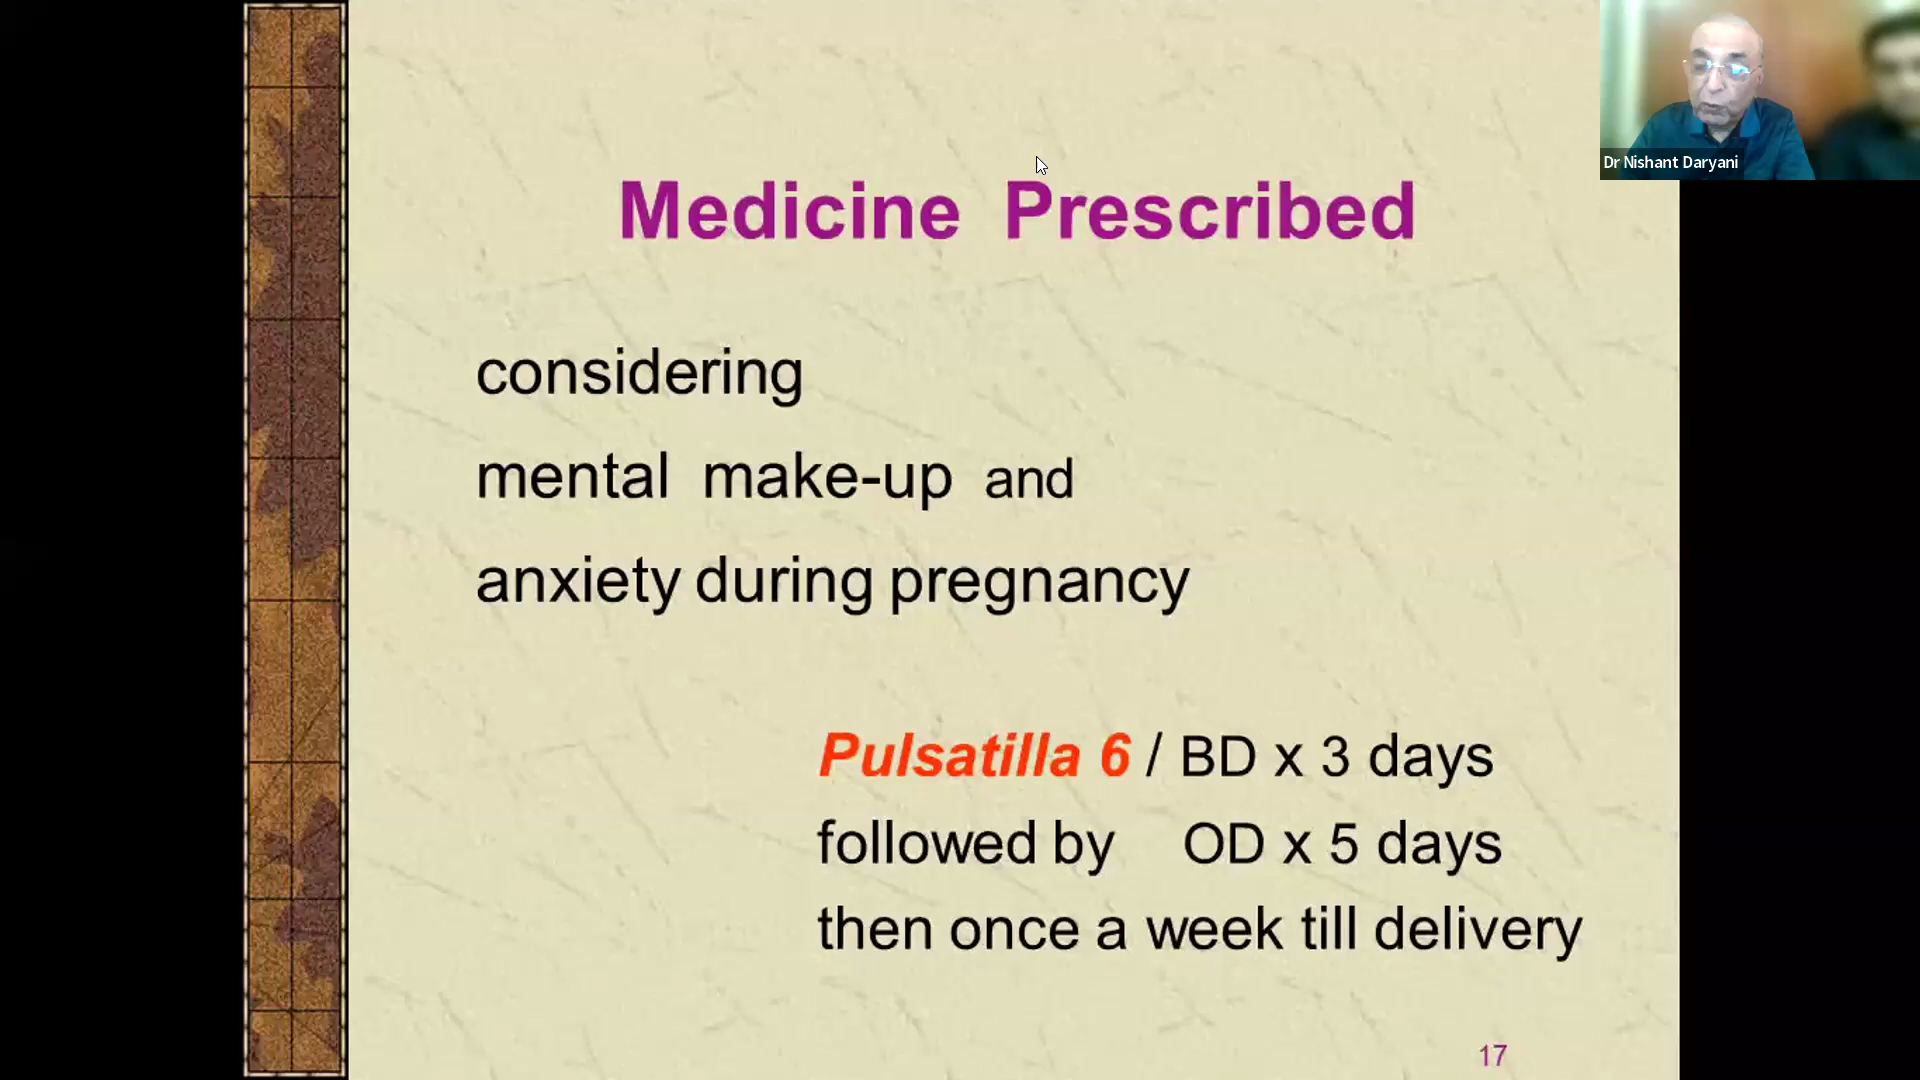 Dr Nishant Daryani
Medicine Prescribed
considering
mental make-up and
anxiety during pregnancy
Pulsatilla 6 / BD x 3 days
followed by OD x 5 days
then once a week till delivery
17